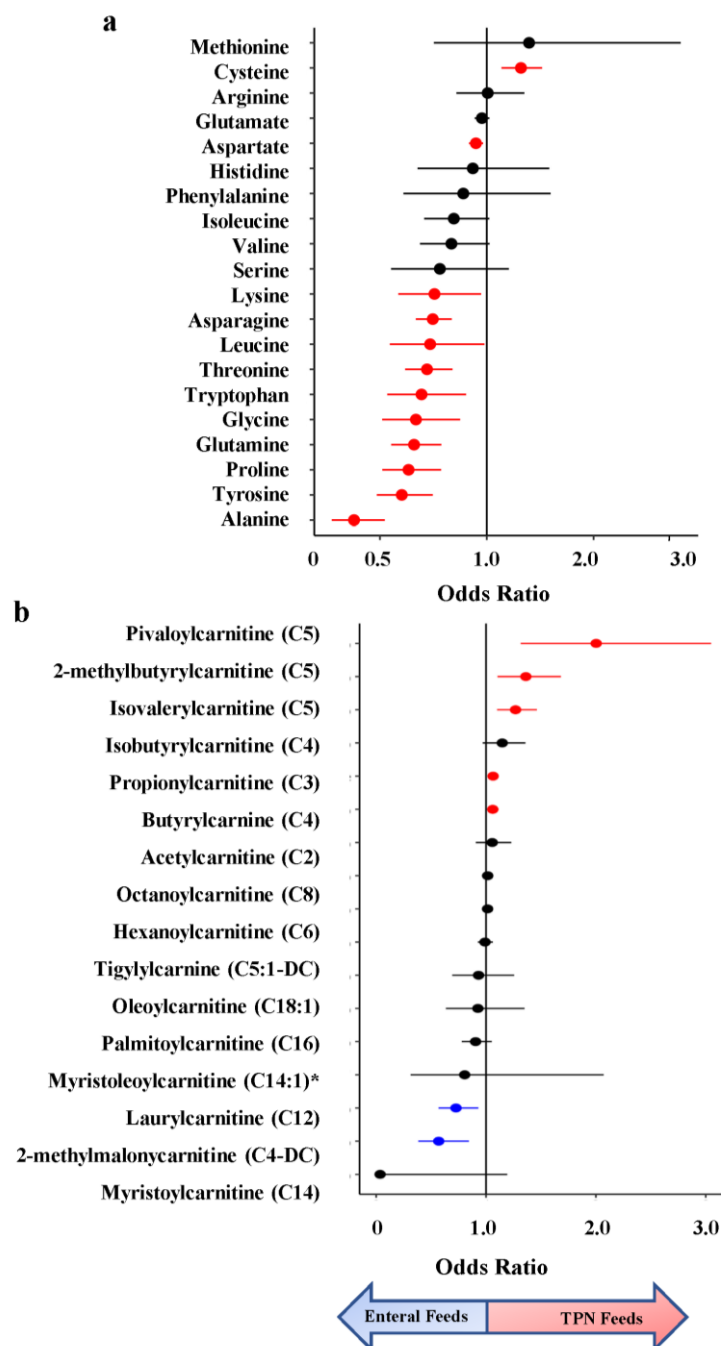 a
Methionine
Cysteine
Arginine
Glutamate
Aspartate
Histidine
Phenylalanine
Isoleucine
Valine
Serine
Lysine
Asparagine
Leucine
Threonine
Tryptophan
Glycine
Glutamine
Proline
Tyrosine
Alanine
0 0.5 1.0 2.0 3.0
Odds Ratio
b
Pivaloylcarnitine (C5)
2-methylbutyrylcarnitine (C5)
Isovalerylcarnitine (C5)
Isobutyrylcarnitine (C4)
Propionylcarnitine (C3)
Butyrylcarnine (C4)
Acetylcarnitine (C2)
Octanoylcarnitine (C8)
Hexanoylcarnitine (C6)
Tigylylcarnine (C5:1-DC)
Oleoylcarnitine (C18:1)
Palmitoylcarnitine (C16)
Myristoleoylcarnitine (C14:1)*
Laurylcarnitine (C12)
2-methylmalonycarnitine (C4-DC)
Myristoylcarnitine (C14)
0 1.0 2.0 3.0
Odds Ratio
Enteral Feeds TPN Feeds